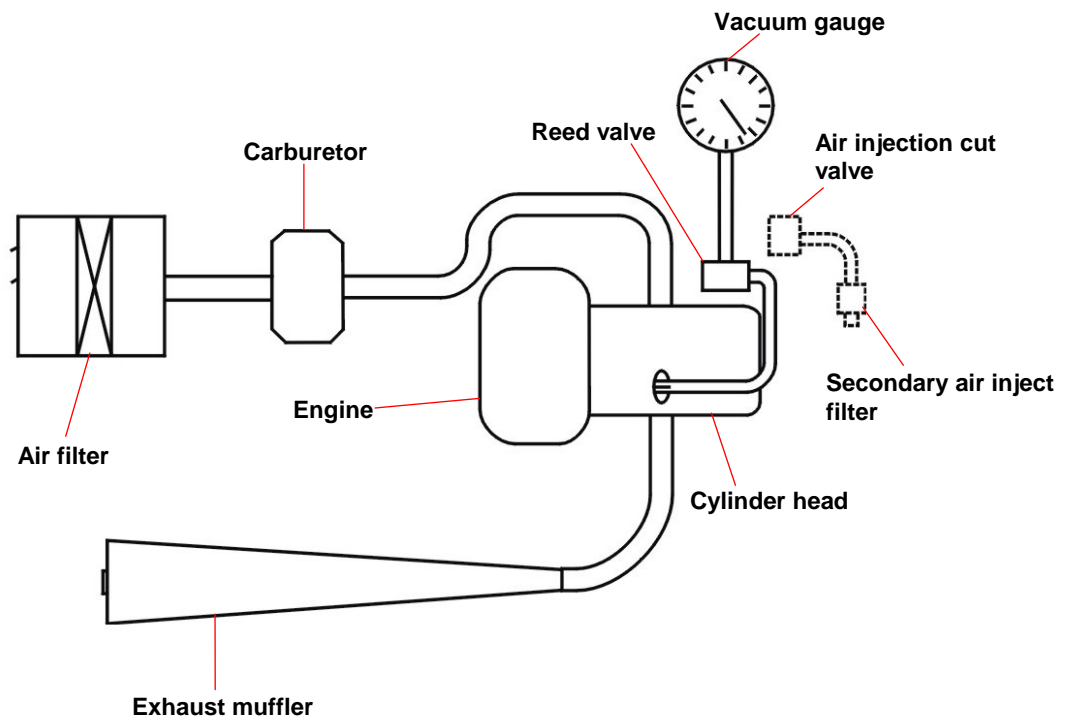 Vacuum gauge
Reed valve
Air injection cut
valve
Carburetor
Secondary air inject
filter
Engine
Air filter
Cylinder head
Exhaust muffler